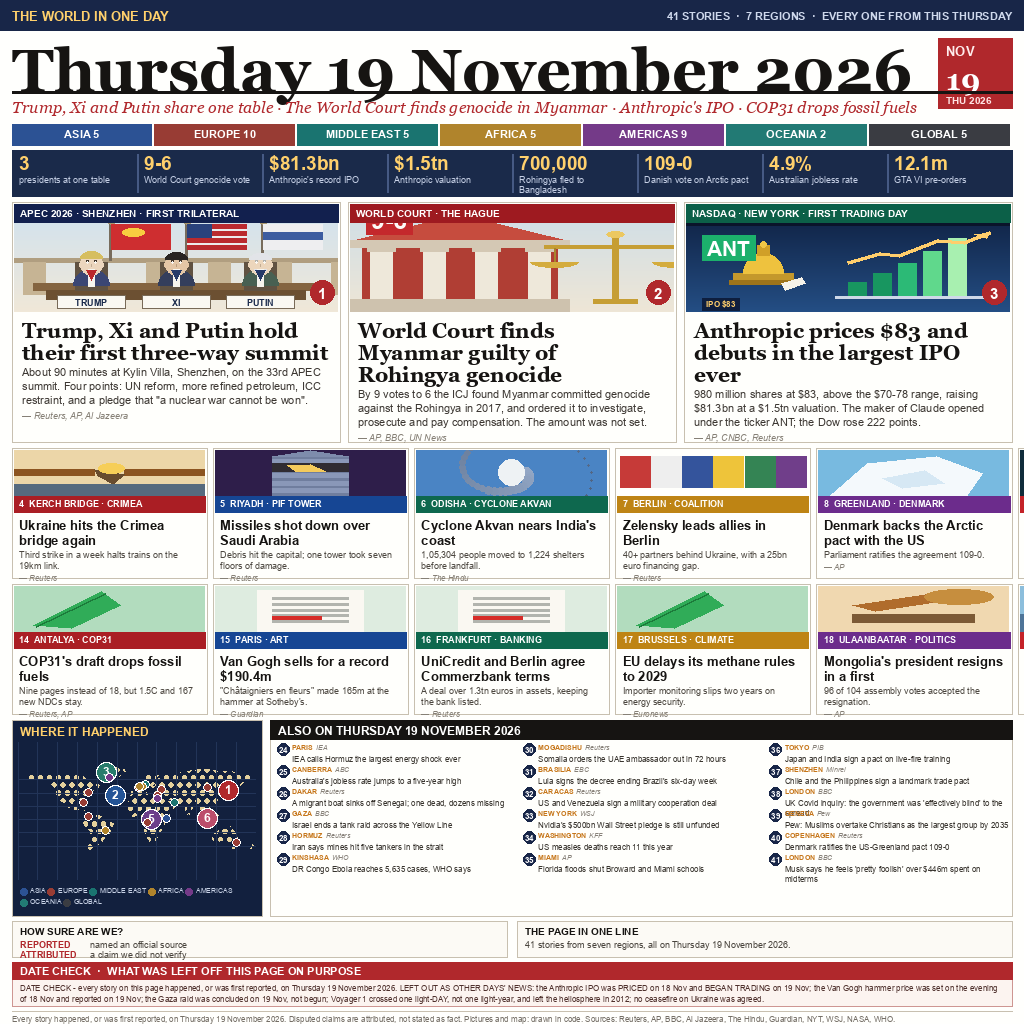 THE WORLD IN ONE DAY
41 STORIES · 7 REGIONS · EVERY ONE FROM THIS THURSDAY
Thursday 19 November 2026
NOV
19
THU 2026
Trump, Xi and Putin share one table · The World Court finds genocide in Myanmar · Anthropic's IPO · COP31 drops fossil fuels
ASIA 5
EUROPE 10
MIDDLE EAST 5
AFRICA 5
AMERICAS 9
OCEANIA 2
GLOBAL 5
3
presidents at one table
9-6
World Court genocide vote
$81.3bn
Anthropic's record IPO
$1.5tn
Anthropic valuation
700,000
Rohingya fled to
Bangladesh
109-0
Danish vote on Arctic pact
4.9%
Australian jobless rate
12.1m
GTA VI pre-orders
APEC 2026 · SHENZHEN · FIRST TRILATERAL
TRUMP
XI
PUTIN
1
Trump, Xi and Putin hold
their first three-way summit
About 90 minutes at Kylin Villa, Shenzhen, on the 33rd APEC
summit. Four points: UN reform, more refined petroleum, ICC
restraint, and a pledge that "a nuclear war cannot be won".
— Reuters, AP, Al Jazeera
WORLD COURT · THE HAGUE
9-6
2
World Court finds
Myanmar guilty of
Rohingya genocide
By 9 votes to 6 the ICJ found Myanmar committed genocide
against the Rohingya in 2017, and ordered it to investigate,
prosecute and pay compensation. The amount was not set.
— AP, BBC, UN News
NASDAQ · NEW YORK · FIRST TRADING DAY
ANT
IPO $83
3
Anthropic prices $83 and
debuts in the largest IPO
ever
980 million shares at $83, above the $70-78 range, raising
$81.3bn at a $1.5tn valuation. The maker of Claude opened
under the ticker ANT; the Dow rose 222 points.
— AP, CNBC, Reuters
4 KERCH BRIDGE · CRIMEA
Ukraine hits the Crimea
bridge again
Third strike in a week halts trains on the
19km link.
— Reuters
5 RIYADH · PIF TOWER
Missiles shot down over
Saudi Arabia
Debris hit the capital; one tower took seven
floors of damage.
— Reuters
6 ODISHA · CYCLONE AKVAN
Cyclone Akvan nears India's
coast
1,05,304 people moved to 1,224 shelters
before landfall.
— The Hindu
7 BERLIN · COALITION
Zelensky leads allies in
Berlin
40+ partners behind Ukraine, with a 25bn
euro financing gap.
— Reuters
8 GREENLAND · DENMARK
Denmark backs the Arctic
pact with the US
Parliament ratifies the agreement 109-0.
— AP
14 ANTALYA · COP31
COP31's draft drops fossil
fuels
Nine pages instead of 18, but 1.5C and 167
new NDCs stay.
— Reuters, AP
15 PARIS · ART
Van Gogh sells for a record
$190.4m
"Châtaigniers en fleurs" made 165m at the
hammer at Sotheby's.
— Guardian
16 FRANKFURT · BANKING
UniCredit and Berlin agree
Commerzbank terms
A deal over 1.3tn euros in assets, keeping
the bank listed.
— Reuters
17 BRUSSELS · CLIMATE
EU delays its methane rules
to 2029
Importer monitoring slips two years on
energy security.
— Euronews
18 ULAANBAATAR · POLITICS
Mongolia's president resigns
in a first
96 of 104 assembly votes accepted the
resignation.
— AP
WHERE IT HAPPENED
3
2
1
5
6
ASIA EUROPE MIDDLE EAST AFRICA AMERICAS
OCEANIA GLOBAL
ALSO ON THURSDAY 19 NOVEMBER 2026
24 PARIS IEA
IEA calls Hormuz the largest energy shock ever
25 CANBERRA ABC
Australia's jobless rate jumps to a five-year high
26 DAKAR Reuters
A migrant boat sinks off Senegal; one dead, dozens missing
27 GAZA BBC
Israel ends a tank raid across the Yellow Line
28 HORMUZ Reuters
Iran says mines hit five tankers in the strait
29 KINSHASA WHO
DR Congo Ebola reaches 5,635 cases, WHO says
30 MOGADISHU Reuters
Somalia orders the UAE ambassador out in 72 hours
31 BRASILIA EBC
Lula signs the decree ending Brazil's six-day week
32 CARACAS Reuters
US and Venezuela sign a military cooperation deal
33 NEW YORK WSJ
Nvidia's $500bn Wall Street pledge is still unfunded
34 WASHINGTON KFF
US measles deaths reach 11 this year
35 MIAMI AP
Florida floods shut Broward and Miami schools
36 TOKYO PIB
Japan and India sign a pact on live-fire training
37 SHENZHEN Minrel
Chile and the Philippines sign a landmark trade pact
38 LONDON BBC
UK Covid Inquiry: the government was 'effectively blind' to the
39 Pew
Pew: Muslims overtake Christians as the largest group by 2035
40 COPENHAGEN Reuters
Denmark ratifies the US-Greenland pact 109-0
41 LONDON BBC
Musk says he feels 'pretty foolish' over $446m spent on
midterms
HOW SURE ARE WE?
REPORTED named an official source
ATTRIBUTED a claim we did not verify
THE PAGE IN ONE LINE
41 stories from seven regions, all on Thursday 19 November 2026.
DATE CHECK · WHAT WAS LEFT OFF THIS PAGE ON PURPOSE
DATE CHECK - every story on this page happened, or was first reported, on Thursday 19 November 2026. LEFT OUT AS OTHER DAYS' NEWS: the Anthropic IPO was PRICED on 18 Nov and BEGAN TRADING on 19 Nov; the Van Gogh hammer price was set on the evening
of 18 Nov and reported on 19 Nov; the Gaza raid was concluded on 19 Nov, not begun; Voyager 1 crossed one light-DAY, not one light-year, and left the heliosphere in 2012; no ceasefire on Ukraine was agreed.
Every story happened, or was first reported, on Thursday 19 November 2026. Disputed claims are attributed, not stated as fact. Pictures and map: drawn in code. Sources: Reuters, AP, BBC, Al Jazeera, The Hindu, Guardian, NYT, WSJ, NASA, WHO.